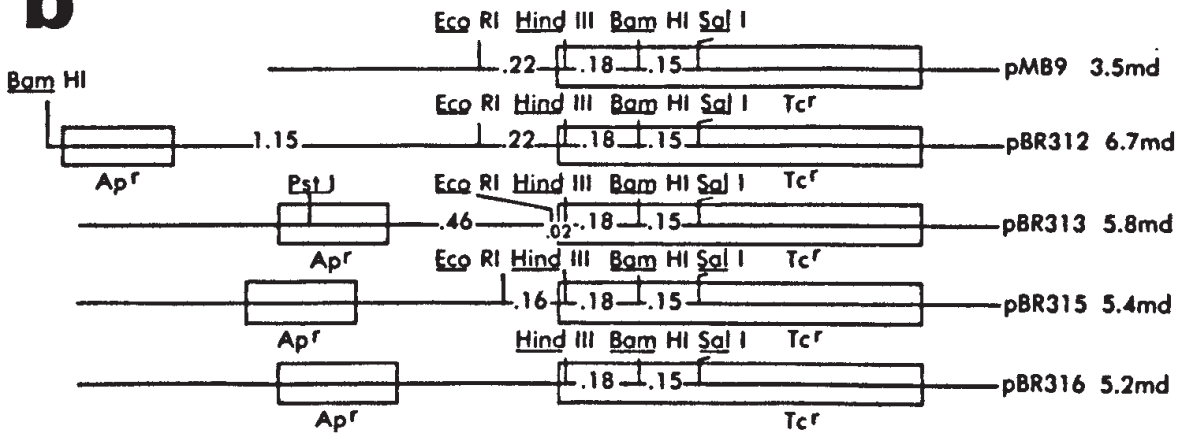 b
Eco RI Hind III Bam HI Sal I
.22 .18 .15 pMB9 3.5md
Bam HI
Eco RI Hind III Bam HI Sal I Tcʳ
1.15 .22 .18 .15 pBR312 6.7md
Apʳ Pst I Eco RI Hind III Bam HI Sal I Tcʳ
.46 .02 .18 .15 pBR313 5.8md
Apʳ Eco RI Hind III Bam HI Sal I Tcʳ
.16 .18 .15 pBR315 5.4md
Apʳ Hind III Bam HI Sal I Tcʳ
.18 .15 pBR316 5.2md
Apʳ Tcʳ